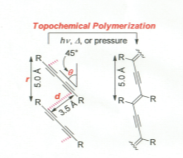 Topochemical Polymerization
hν, Δ, or pressure
45°
R
R
θ
r
5.0 Å
d
3.5 Å
R
R
R
5.0 Å
R
R
R